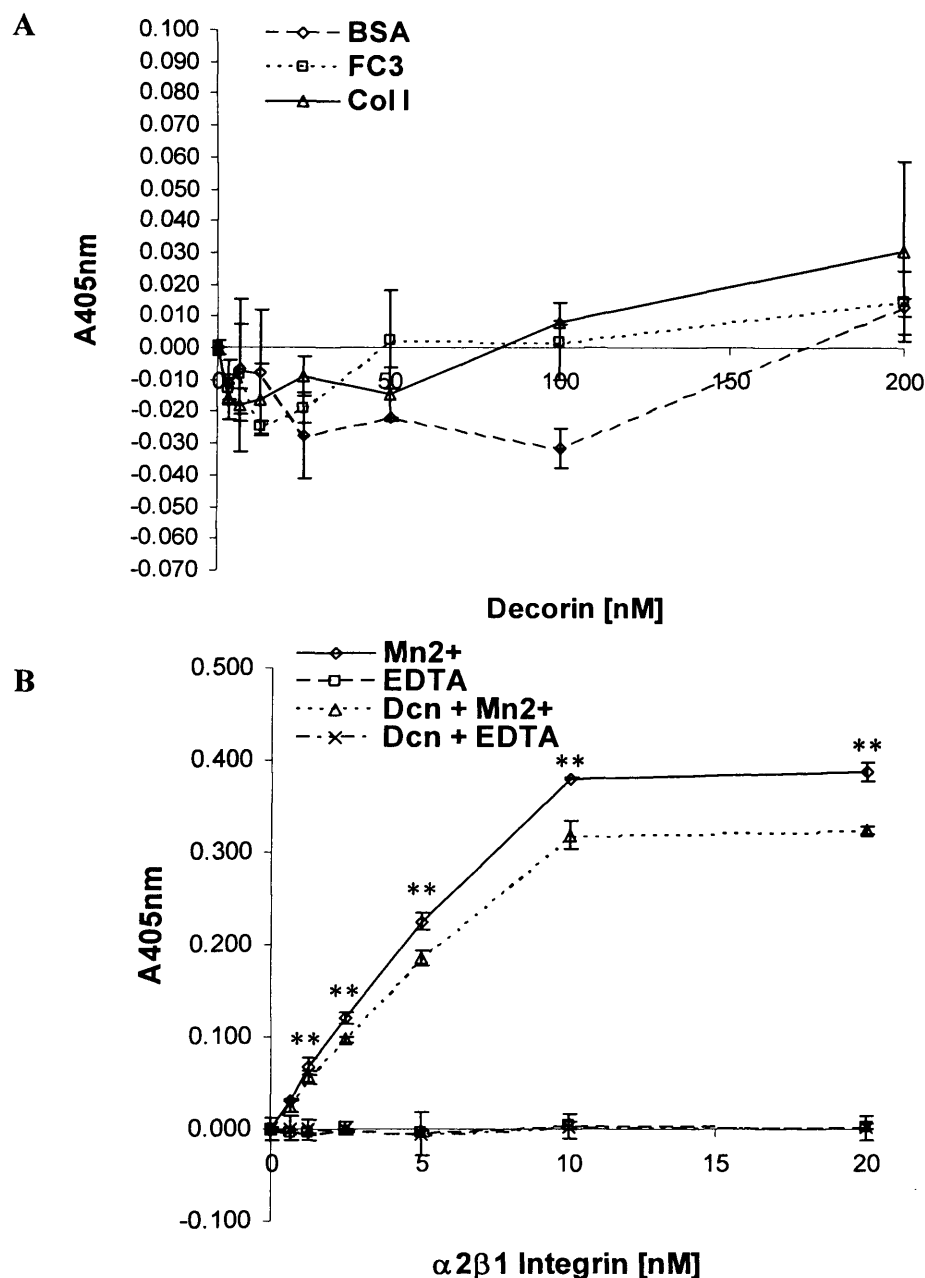 A
BSA
FC3
Col I
0.100
0.090
0.080
0.070
0.060
0.050
0.040
0.030
0.020
0.010
0.000
-0.010
-0.020
-0.030
-0.040
-0.050
-0.060
-0.070
A405nm
0 50 100 150 200
Decorin [nM]
B
Mn2+
EDTA
Dcn + Mn2+
Dcn + EDTA
0.500
0.400
0.300
0.200
0.100
0.000
-0.100
A405nm
** ** ** ** **
0 5 10 15 20
α2β1 Integrin [nM]